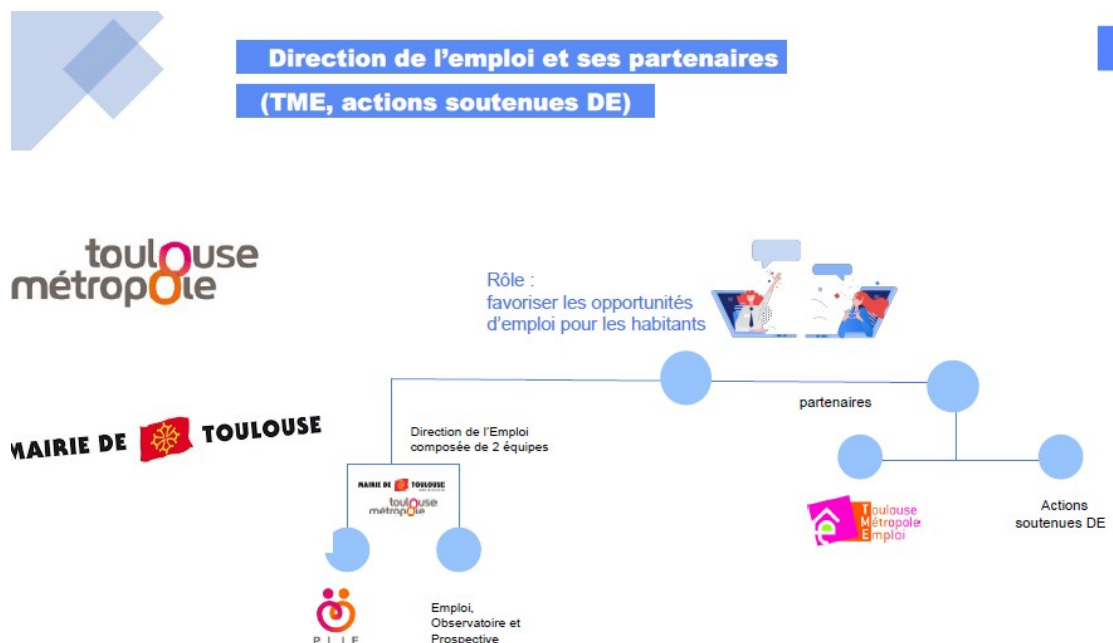 Direction de l'emploi et ses partenaires
(TME, actions soutenues DE)
toulouse
métropole
Rôle :
favoriser les opportunités
d'emploi pour les habitants
MAIRIE DE TOULOUSE
partenaires
Direction de l'Emploi
composée de 2 équipes
MAIRIE DE TOULOUSE
toulouse
métropole
Toulouse
Métropole
Emploi
Actions
soutenues DE
Emploi,
Observatoire et
Prospective
PLIE